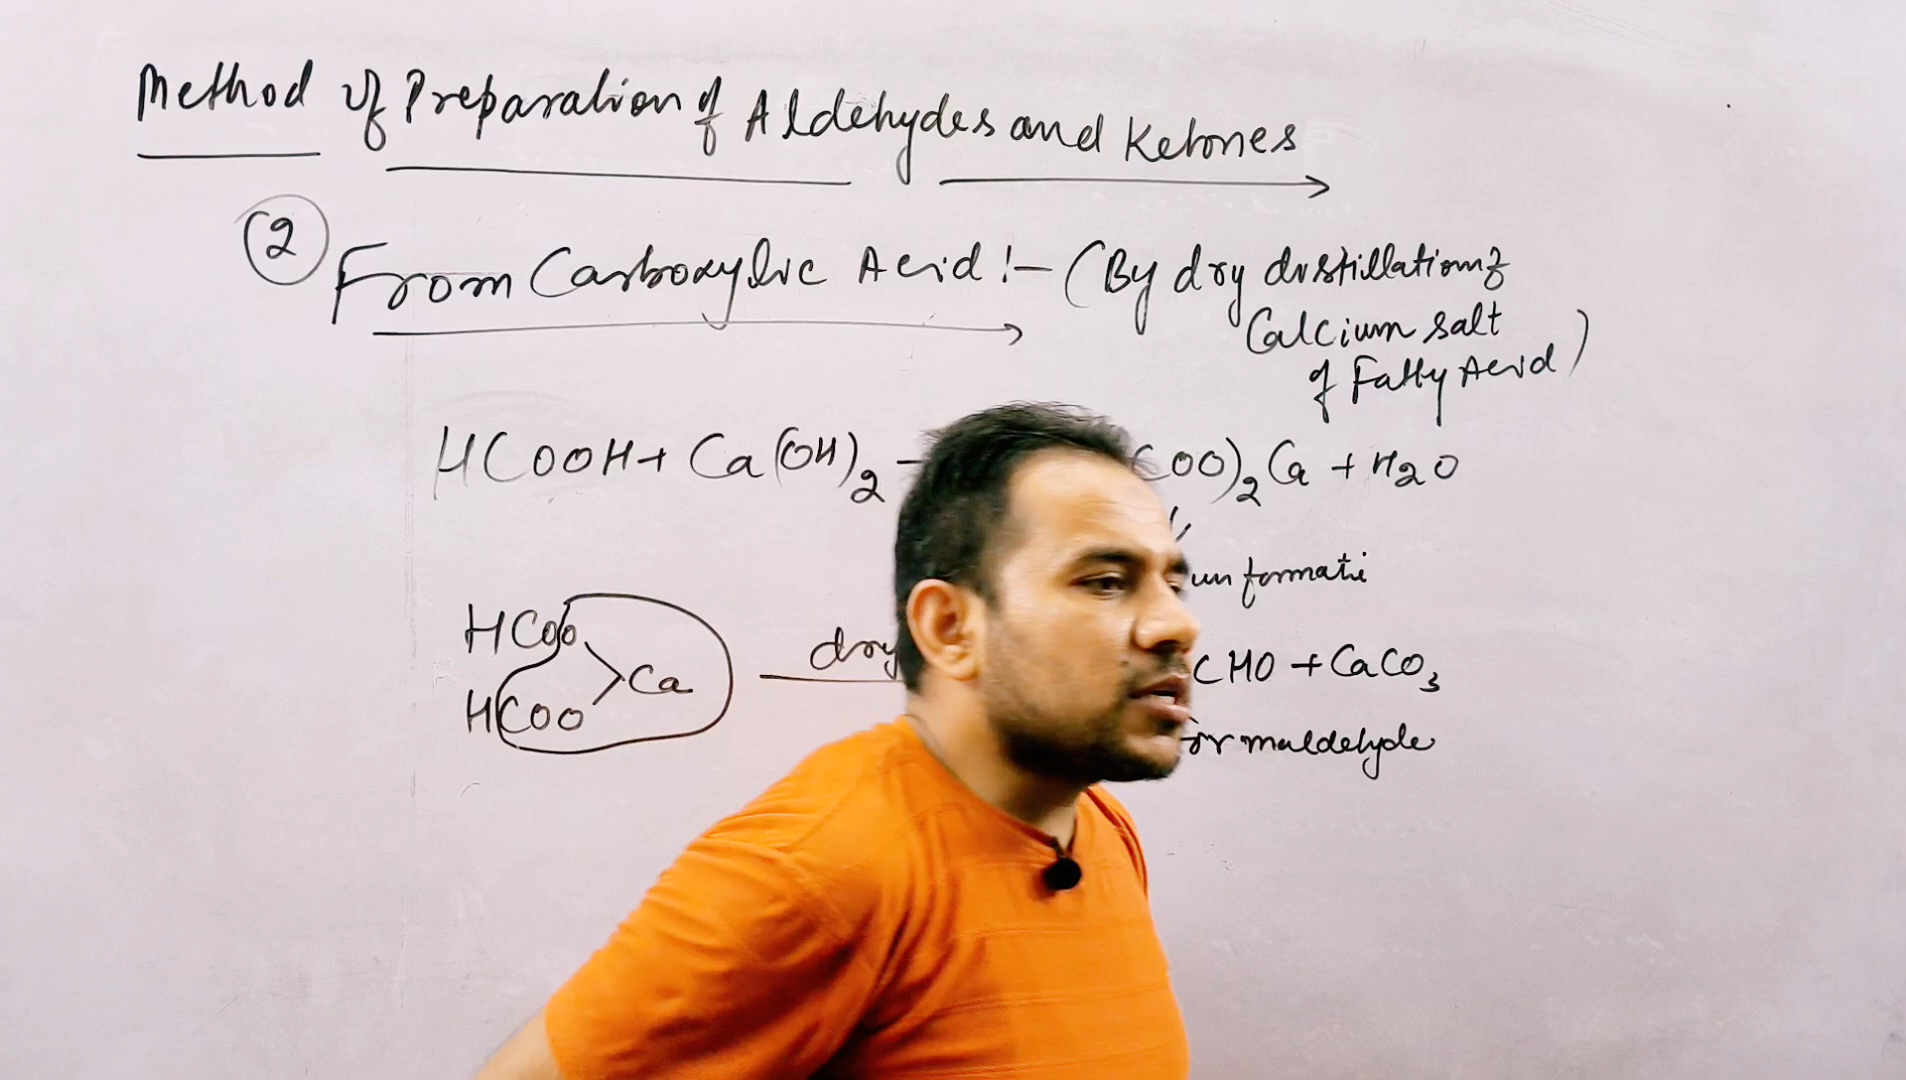 Method of Preparation of Aldehydes and Ketones
② From Carboxylic Acid :- (By dry distillation of
Calcium salt
of Fatty Acid)
HCOOH + Ca(OH)2 COO)2Ca + H2O
formate
HCOO
Ca
HCOO
dry CHO + CaCO3
ormaldehyde